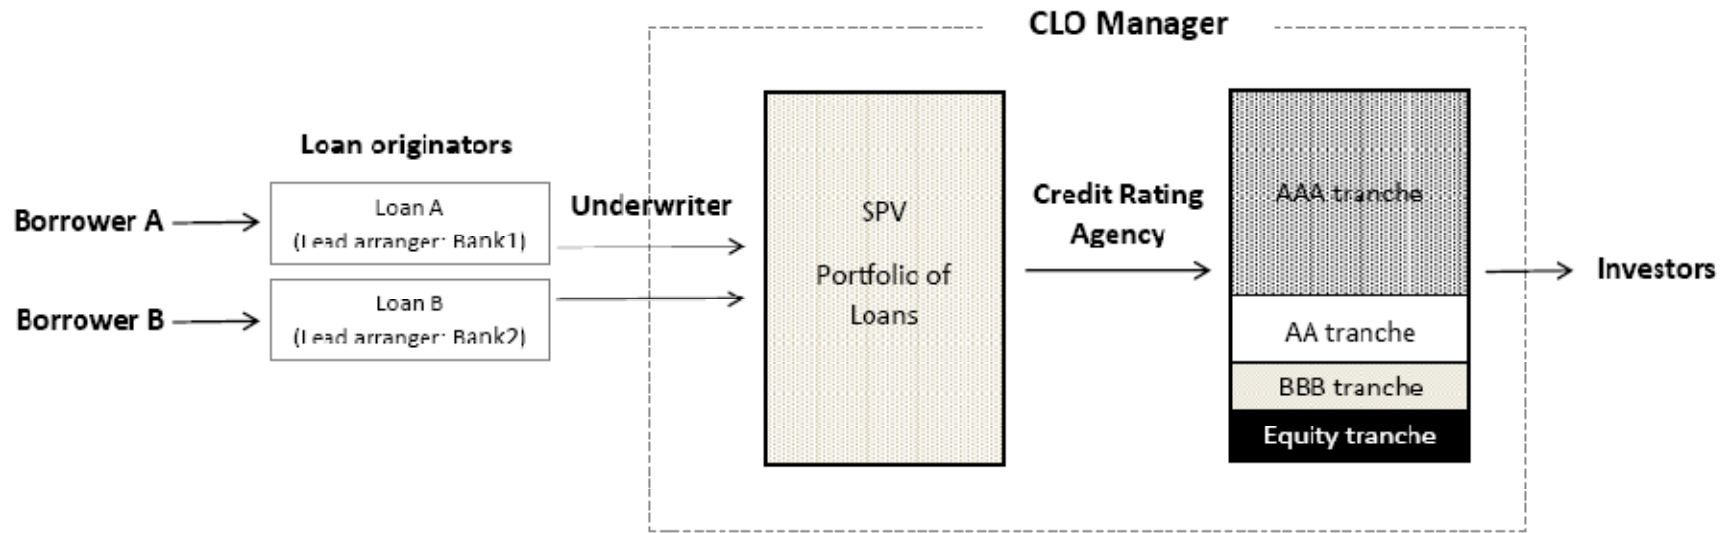 CLO Manager
Loan originators
Borrower A
Loan A
(Lead arranger: Bank1)
Borrower B
Loan B
(Lead arranger: Bank2)
Underwriter
SPV
Portfolio of
Loans
Credit Rating
Agency
AAA tranche
AA tranche
BBB tranche
Equity tranche
Investors